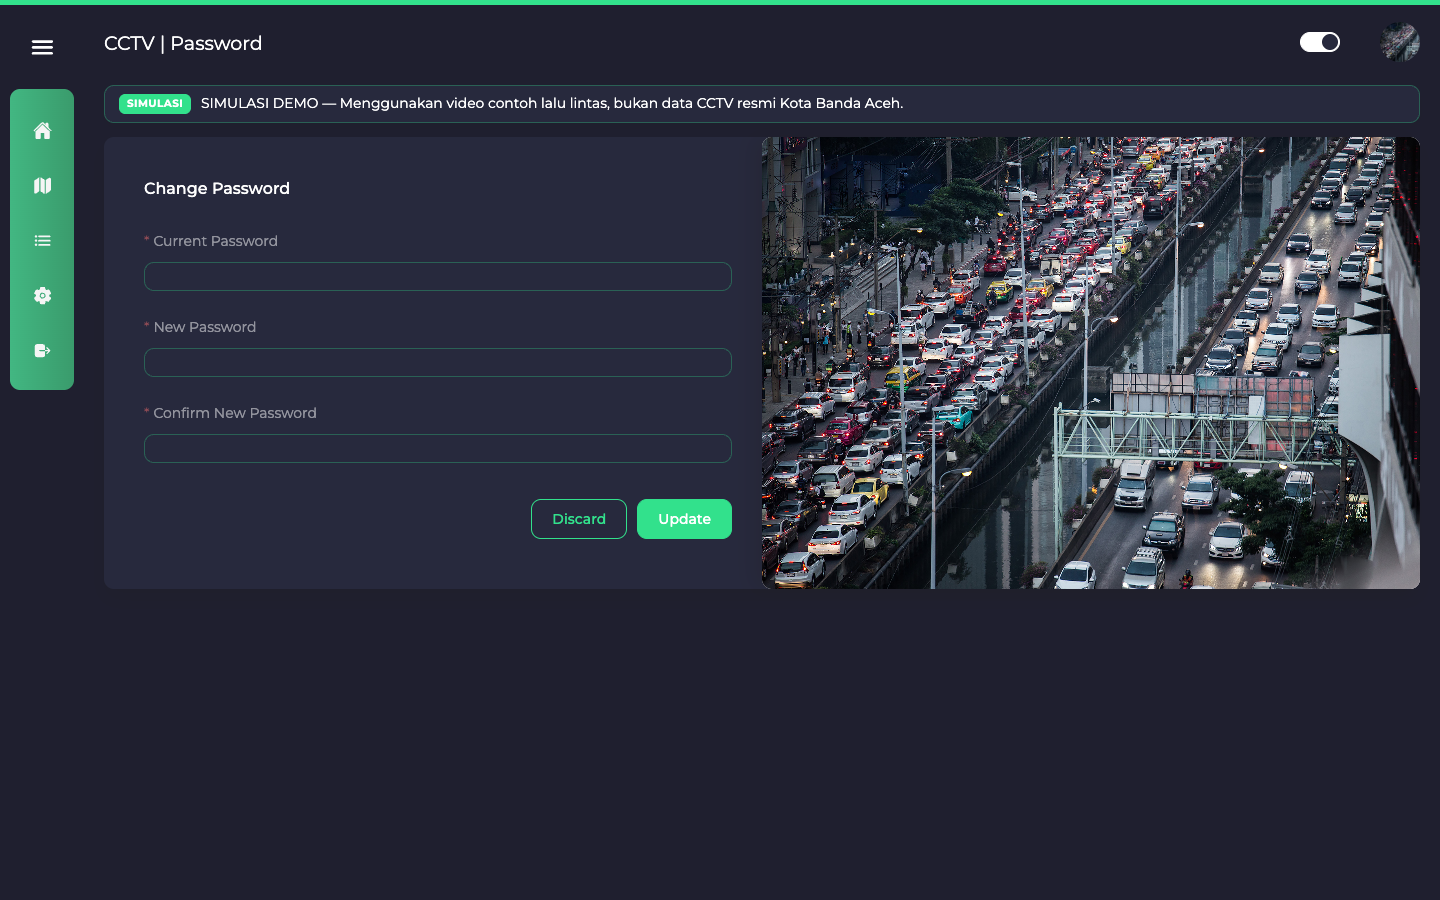 CCTV | Password
SIMULASI SIMULASI DEMO — Menggunakan video contoh lalu lintas, bukan data CCTV resmi Kota Banda Aceh.
Change Password
* Current Password
* New Password
* Confirm New Password
Discard Update